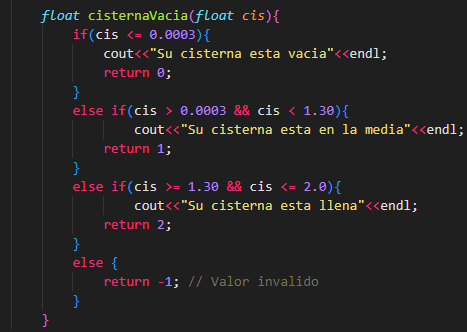 float cisternaVacia(float cis){
if(cis <= 0.0003){
cout<<"Su cisterna esta vacia"<<endl;
return 0;
}
else if(cis > 0.0003 && cis < 1.30){
cout<<"Su cisterna esta en la media"<<endl;
return 1;
}
else if(cis >= 1.30 && cis <= 2.0){
cout<<"Su cisterna esta llena"<<endl;
return 2;
}
else {
return -1; // Valor invalido
}
}